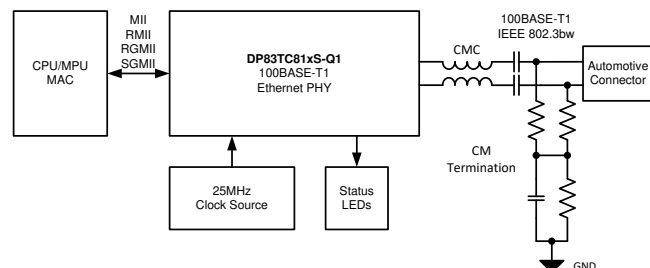 MII
RMII
RGMII
SGMII
CPU/MPU
MAC
DP83TC81xS-Q1
100BASE-T1
Ethernet PHY
CMC
100BASE-T1
IEEE 802.3bw
Automotive
Connector
CM
Termination
25MHz
Clock Source
Status
LEDs
GND